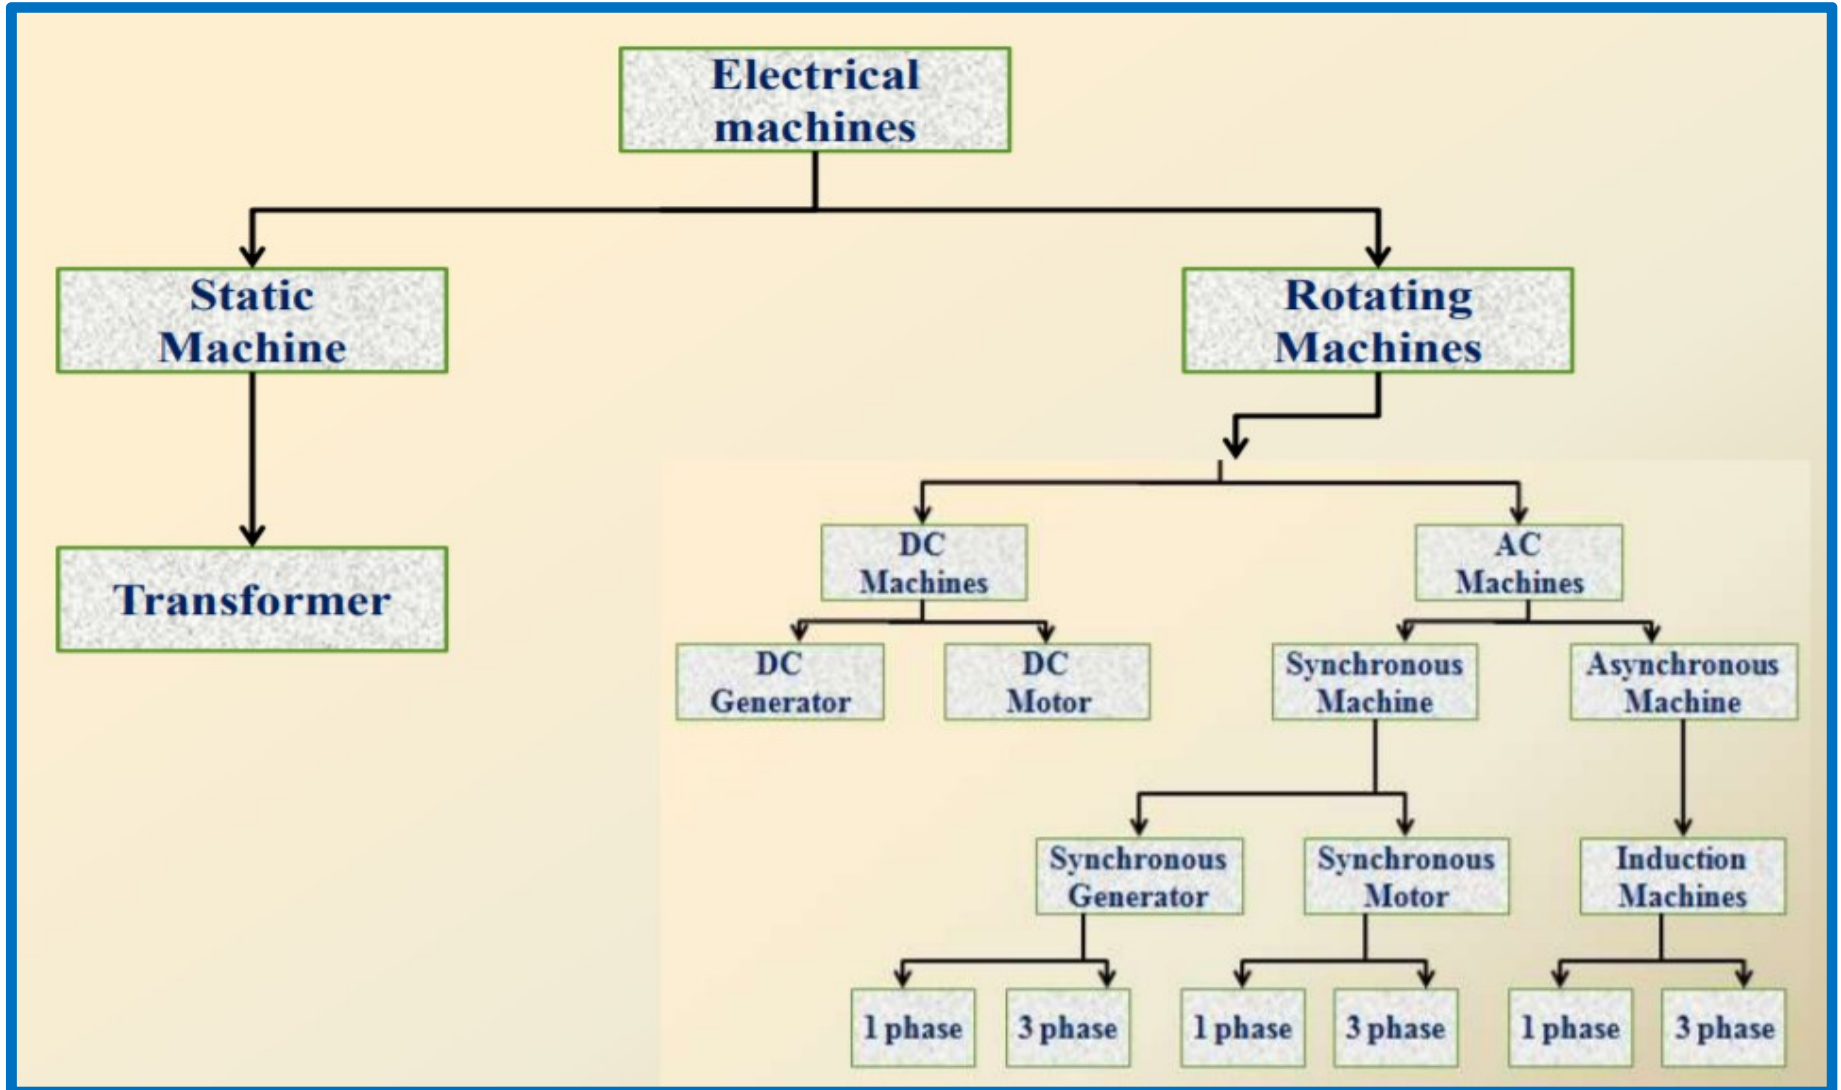 Electrical
machines
Static
Machine
Rotating
Machines
Transformer
DC
Machines
AC
Machines
DC
Generator
DC
Motor
Synchronous
Machine
Asynchronous
Machine
Synchronous
Generator
Synchronous
Motor
Induction
Machines
1 phase
3 phase
1 phase
3 phase
1 phase
3 phase